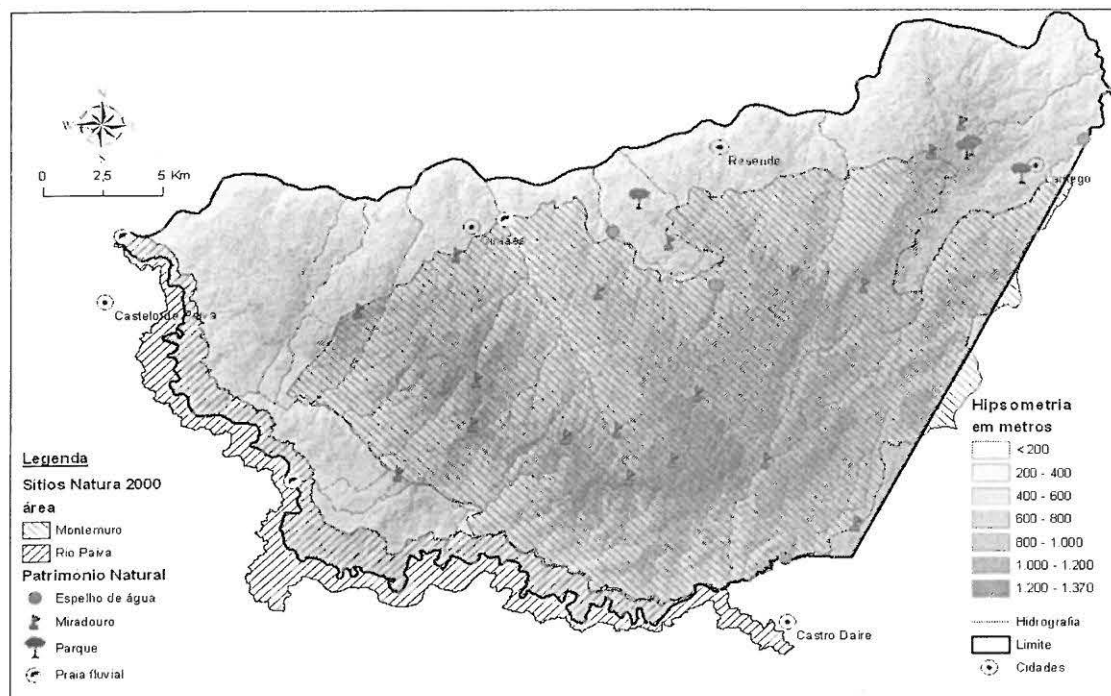 N
W
S
0 2,5 5 Km
Resende
Lamego
Cinfães
Castelo de Paiva
Castro Daire
Legenda
Sítios Natura 2000
área
Montemuro
Rio Paiva
Patrimonio Natural
Espelho de água
Miradouro
Parque
Praia fluvial
Hipsometria
em metros
< 200
200 - 400
400 - 600
600 - 800
800 - 1.000
1.000 - 1.200
1.200 - 1.370
Hidrografia
Limite
Cidades